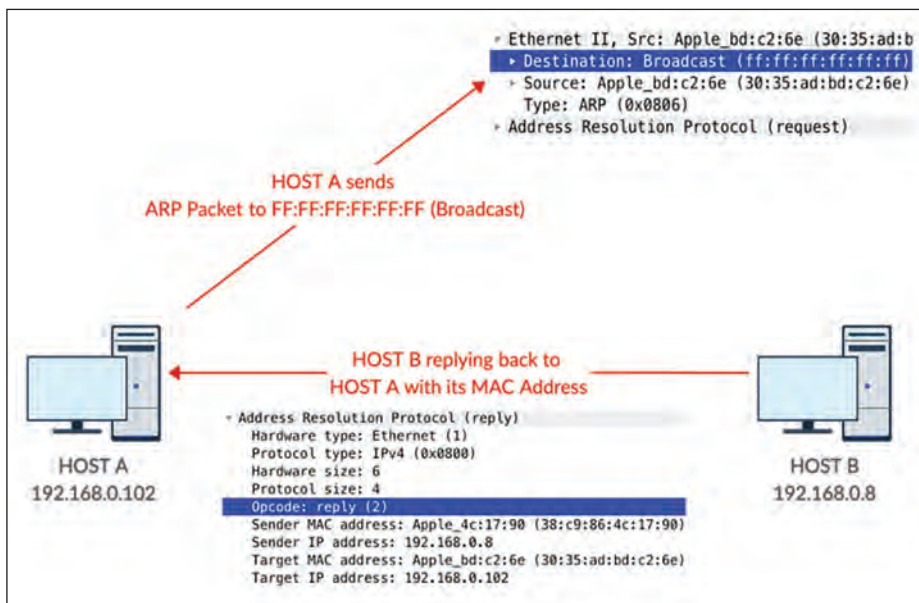 Ethernet II, Src: Apple_bd:c2:6e (30:35:ad:b
Destination: Broadcast (ff:ff:ff:ff:ff:ff)
Source: Apple_bd:c2:6e (30:35:ad:bd:c2:6e)
Type: ARP (0x0806)
Address Resolution Protocol (request)
HOST A sends
ARP Packet to FF:FF:FF:FF:FF:FF (Broadcast)
HOST B replying back to
HOST A with its MAC Address
Address Resolution Protocol (reply)
Hardware type: Ethernet (1)
Protocol type: IPv4 (0x0800)
Hardware size: 6
Protocol size: 4
Opcode: reply (2)
Sender MAC address: Apple_4c:17:90 (38:c9:86:4c:17:90)
Sender IP address: 192.168.0.8
Target MAC address: Apple_bd:c2:6e (30:35:ad:bd:c2:6e)
Target IP address: 192.168.0.102
HOST A
192.168.0.102
HOST B
192.168.0.8